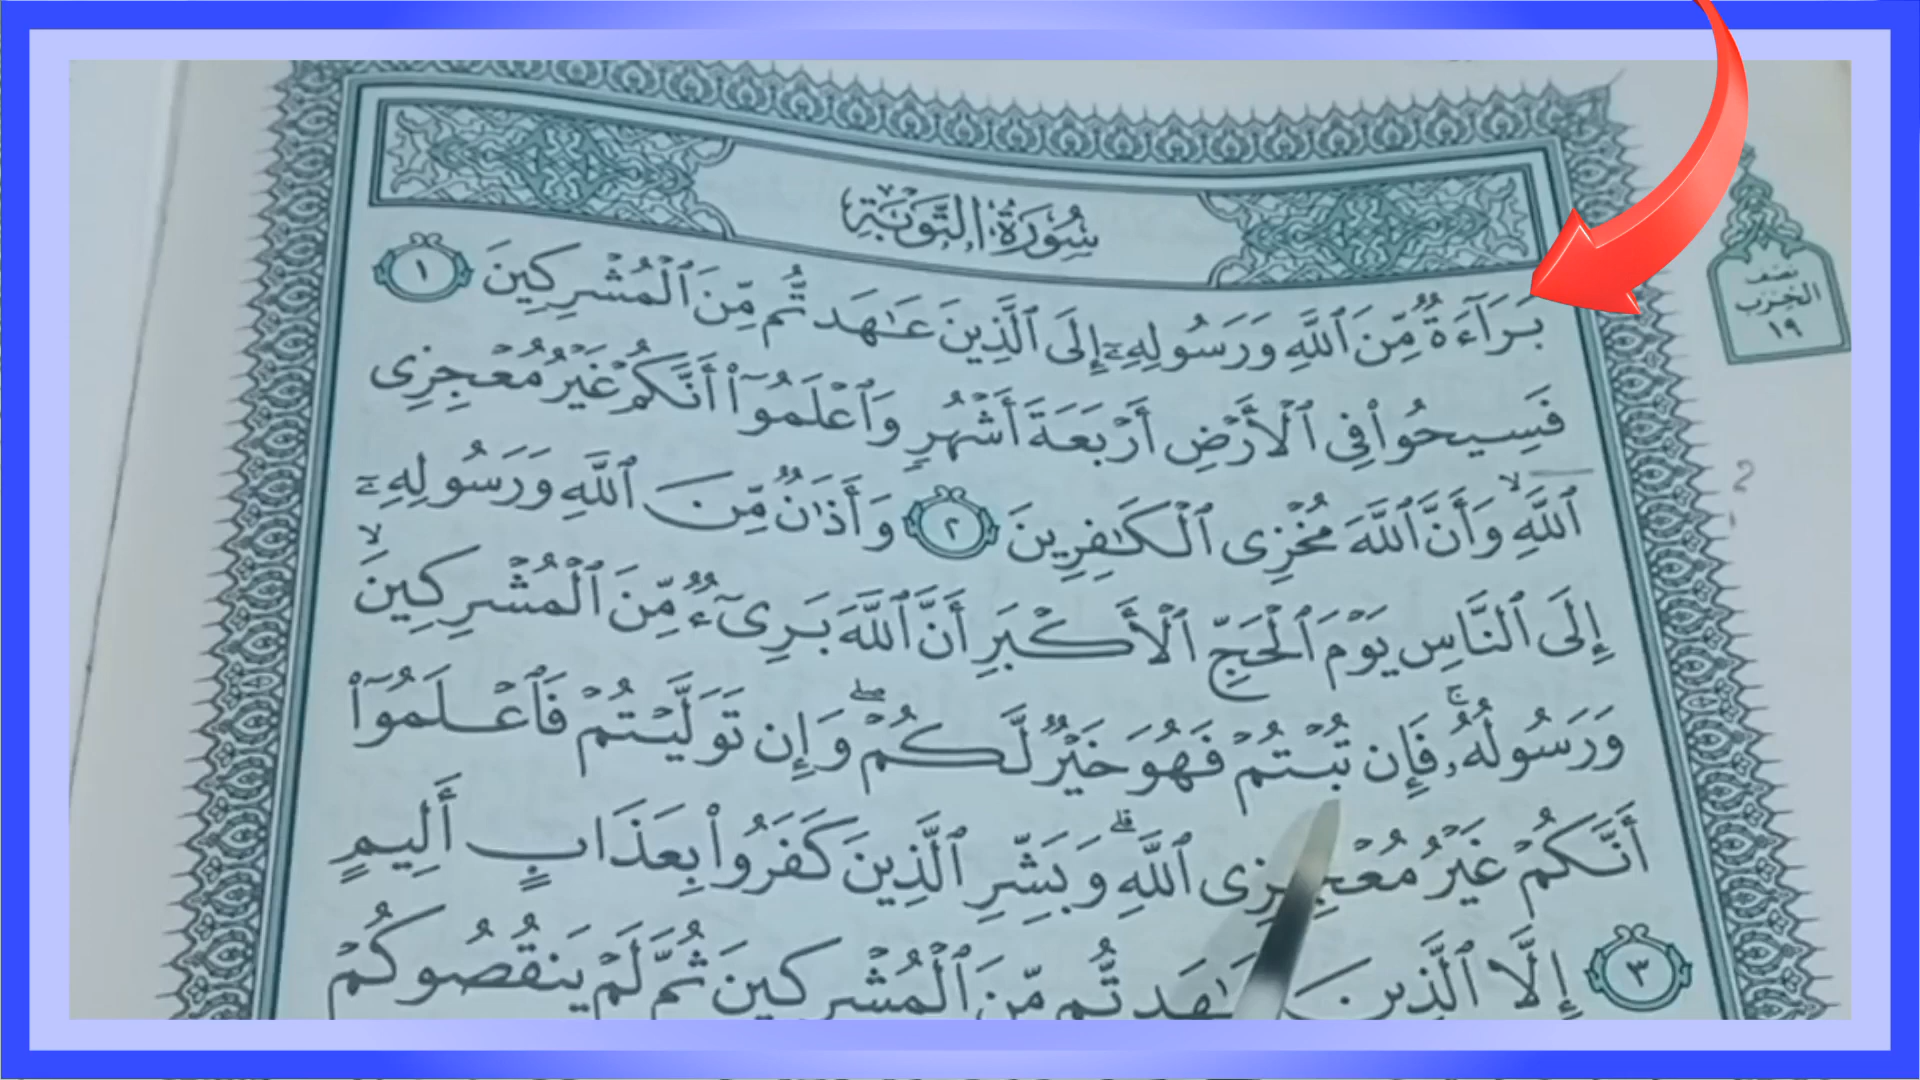 سُورَةُ التَّوۡبَةِ
بَرَآءَةٌ مِّنَ ٱللَّهِ وَرَسُولِهِۦٓ إِلَى ٱلَّذِينَ عَٰهَدتُّم مِّنَ ٱلۡمُشۡرِكِينَ ١
فَسِيحُواْ فِي ٱلۡأَرۡضِ أَرۡبَعَةَ أَشۡهُرٖ وَٱعۡلَمُوٓاْ أَنَّكُمۡ غَيۡرُ مُعۡجِزِي
ٱللَّهِۙ وَأَنَّ ٱللَّهَ مُخۡزِي ٱلۡكَٰفِرِينَ ٢ وَأَذَٰنٞ مِّنَ ٱللَّهِ وَرَسُولِهِۦٓ
إِلَى ٱلنَّاسِ يَوۡمَ ٱلۡحَجِّ ٱلۡأَكۡبَرِ أَنَّ ٱللَّهَ بَرِيٓءٞ مِّنَ ٱلۡمُشۡرِكِينَۙ
وَرَسُولُهُۥۚ فَإِن تُبۡتُمۡ فَهُوَ خَيۡرٞ لَّكُمۡۖ وَإِن تَوَلَّيۡتُمۡ فَٱعۡلَمُوٓاْ
أَنَّكُمۡ غَيۡرُ مُعۡجِزِي ٱللَّهِۗ وَبَشِّرِ ٱلَّذِينَ كَفَرُواْ بِعَذَابٍ أَلِيمٍ
٣ إِلَّا ٱلَّذِينَ عَٰهَدتُّم مِّنَ ٱلۡمُشۡرِكِينَ ثُمَّ لَمۡ يَنقُصُوكُمۡ
نصف
الحزب
١٩
2